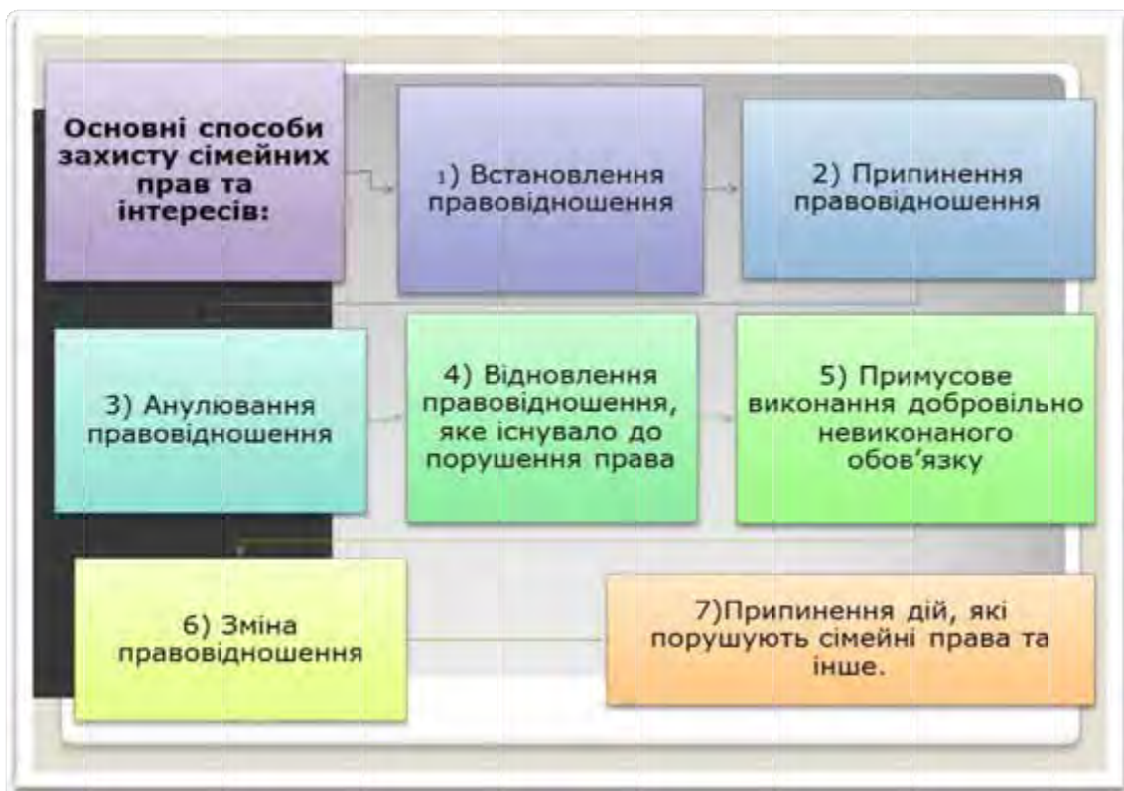 Основні способи
захисту сімейних
прав та
інтересів:
1) Встановлення
правовідношення
2) Припинення
правовідношення
3) Анулювання
правовідношення
4) Відновлення
правовідношення,
яке існувало до
порушення права
5) Примусове
виконання добровільно
невиконаного
обов’язку
6) Зміна
правовідношення
7)Припинення дій, які
порушують сімейні права та
інше.